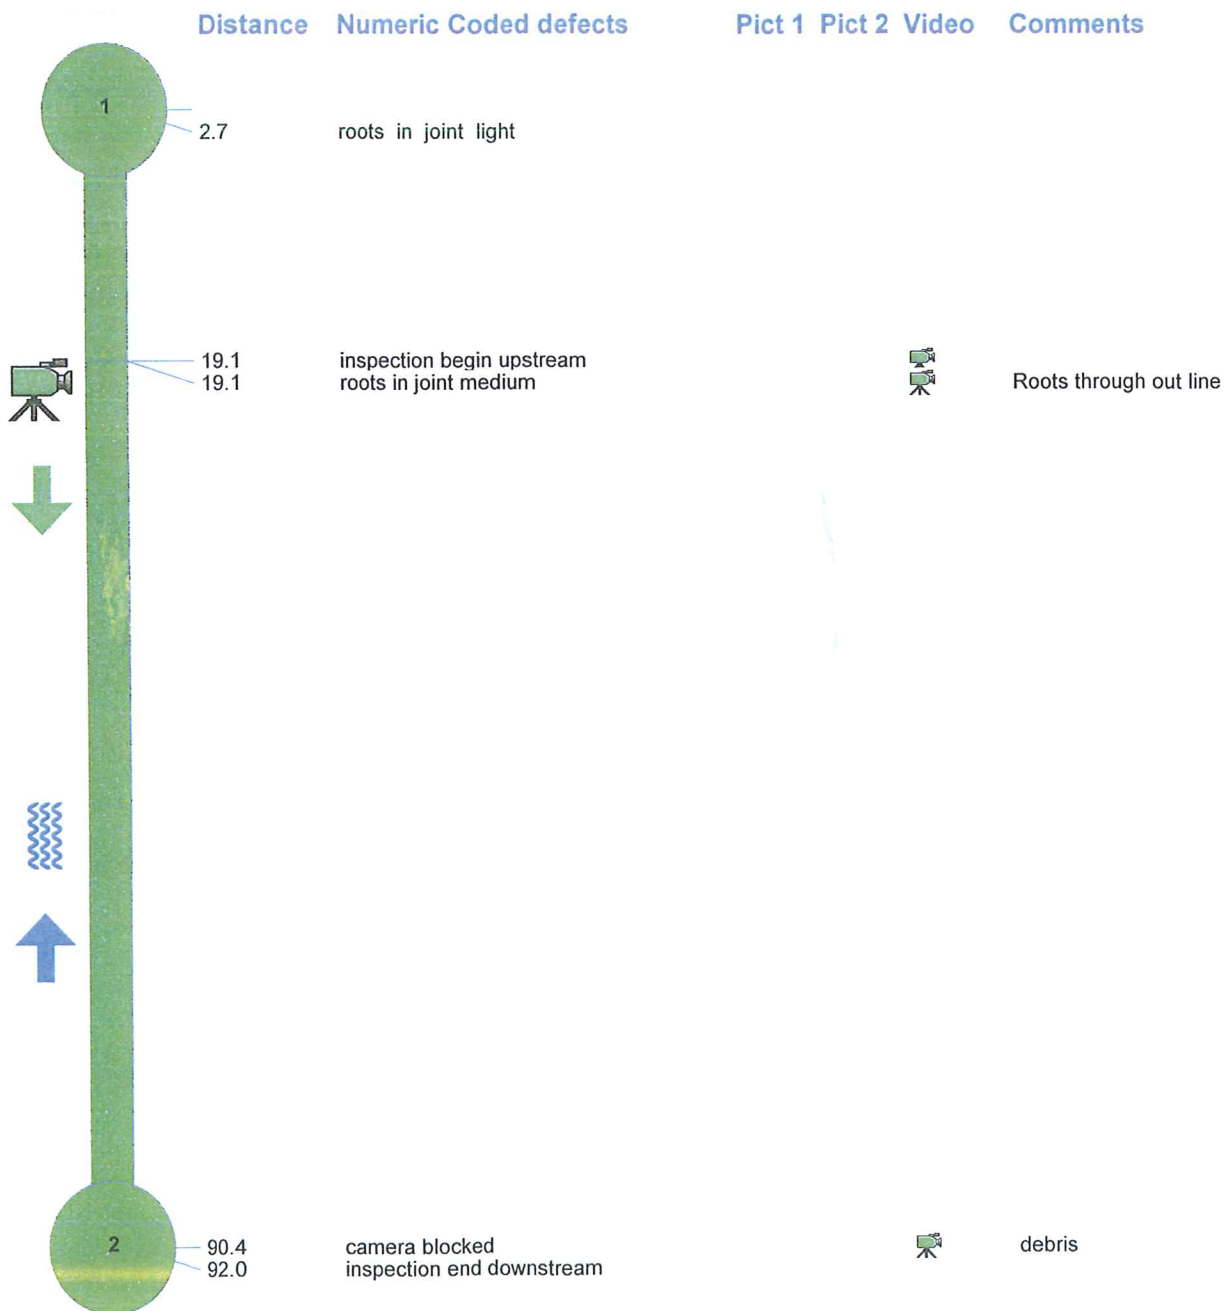 Distance Numeric Coded defects Pict 1 Pict 2 Video Comments
1
2.7 roots in joint light
19.1 inspection begin upstream
19.1 roots in joint medium Roots through out line
2
90.4 camera blocked debris
92.0 inspection end downstream